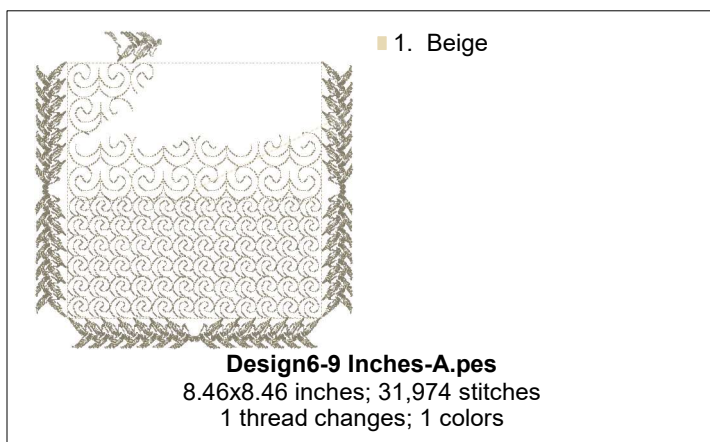 1. Beige
Design6-9 Inches-A.pes
8.46x8.46 inches; 31,974 stitches
1 thread changes; 1 colors